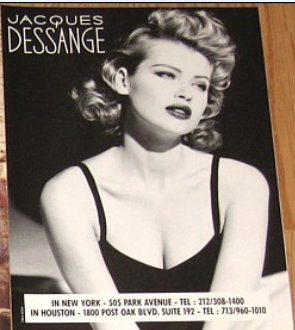 JACQUES
DESSANGE
IN NEW YORK - 505 PARK AVENUE - TEL : 212/308-1400
IN HOUSTON - 1800 POST OAK BLVD. SUITE 192 - TEL : 713/960-1010